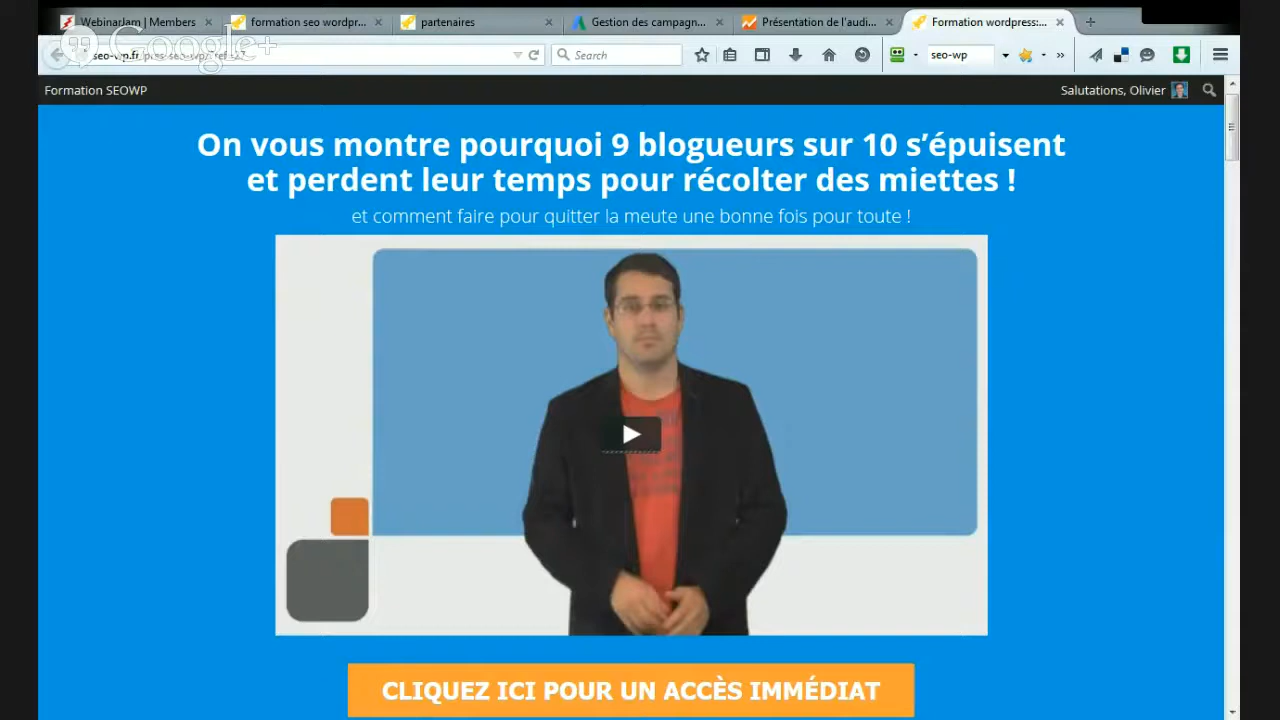 WebinarJam | Members
formation seo wordpr...
partenaires
Gestion des campagn...
Présentation de l'audi...
Formation wordpress:...
Google+
Search
seo-wp
Formation SEOWP
Salutations, Olivier
On vous montre pourquoi 9 blogueurs sur 10 s'épuisent
et perdent leur temps pour récolter des miettes !
et comment faire pour quitter la meute une bonne fois pour toute !
CLIQUEZ ICI POUR UN ACCÈS IMMÉDIAT